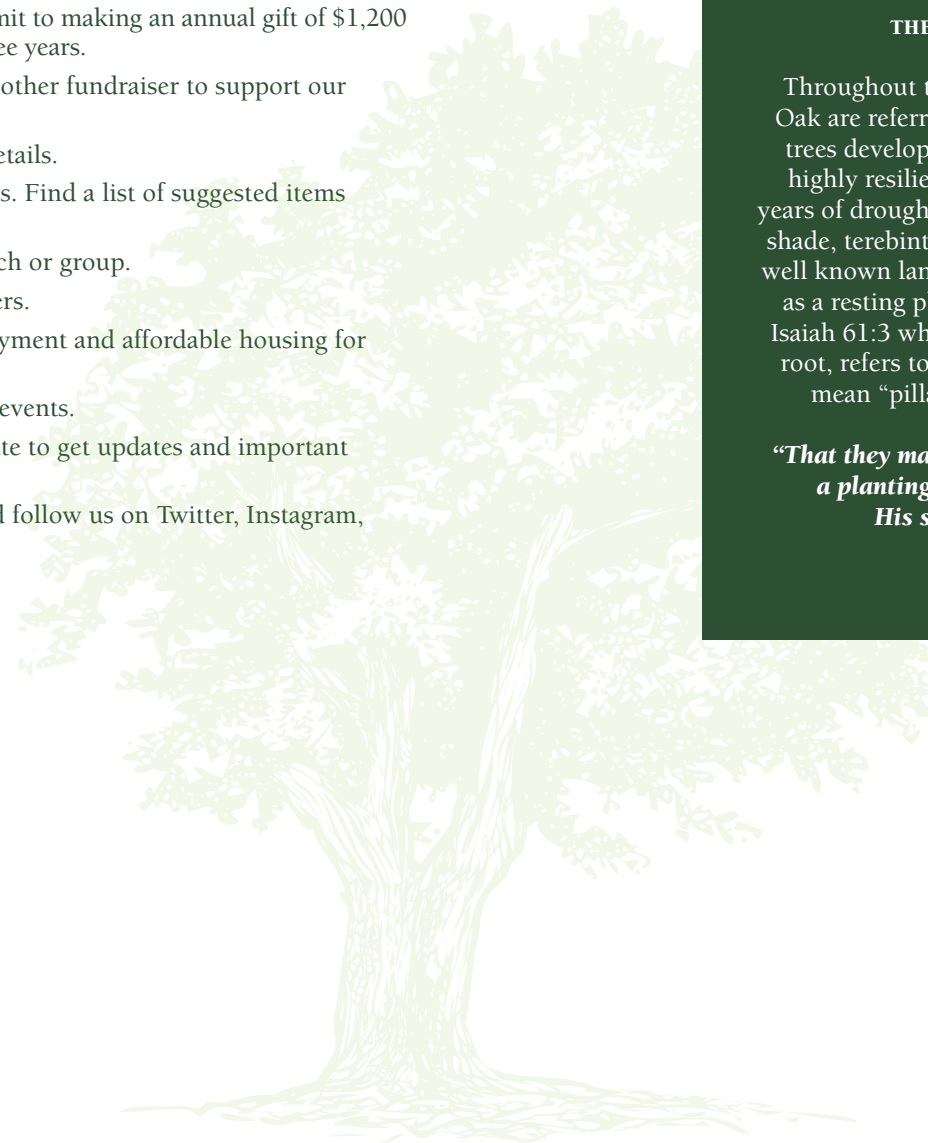 nit to making an annual gift of $1,200
ee years.
other fundraiser to support our
etails.
s. Find a list of suggested items
ch or group.
ers.
yment and affordable housing for
events.
te to get updates and important
d follow us on Twitter, Instagram,
THE
Throughout t
Oak are referr
trees develop
highly resilie
years of drough
shade, terebint
well known lan
as a resting pl
Isaiah 61:3 wh
root, refers to
mean “pilla
“That they ma
a planting
His s